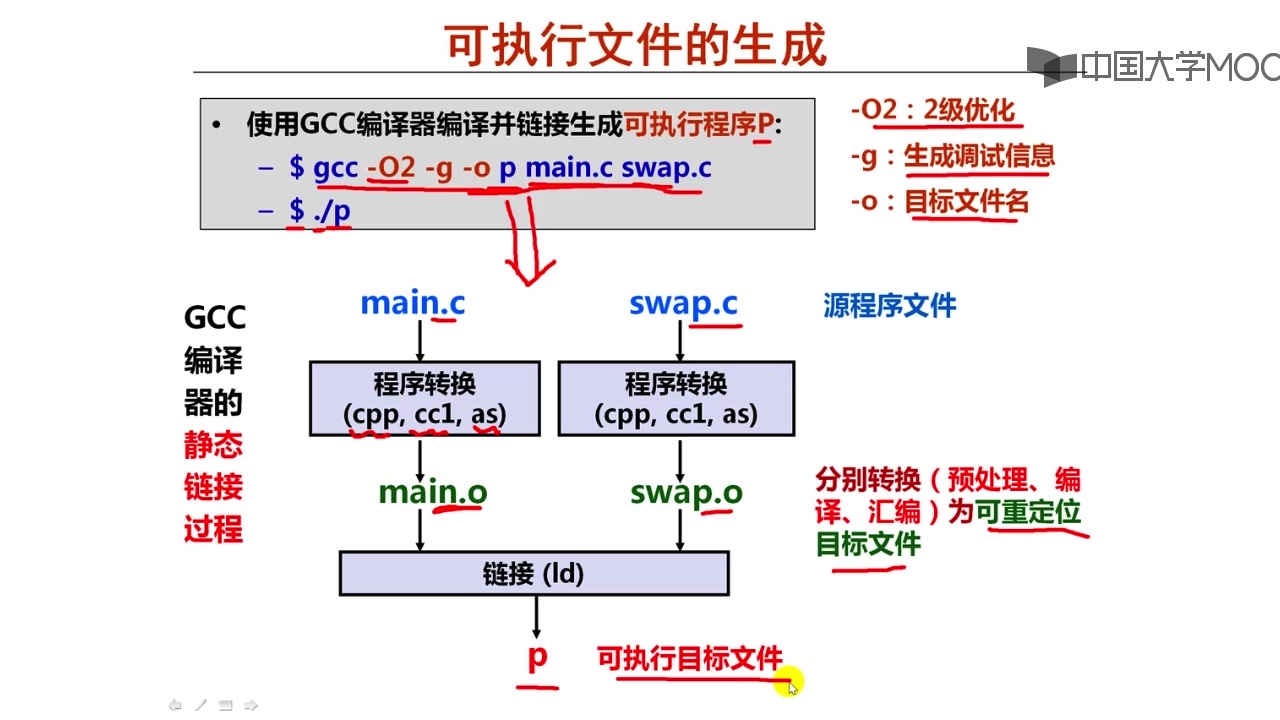 可执行文件的生成
中国大学MOO
• 使用GCC编译器编译并链接生成可执行程序P:
– $ gcc -O2 -g -o p main.c swap.c
– $ ./p
-O2：2级优化
-g：生成调试信息
-o：目标文件名
GCC
编译
器的
静态
链接
过程
main.c
swap.c
源程序文件
程序转换
(cpp, cc1, as)
程序转换
(cpp, cc1, as)
main.o
swap.o
分别转换（预处理、编
译、汇编）为可重定位
目标文件
链接 (ld)
p
可执行目标文件